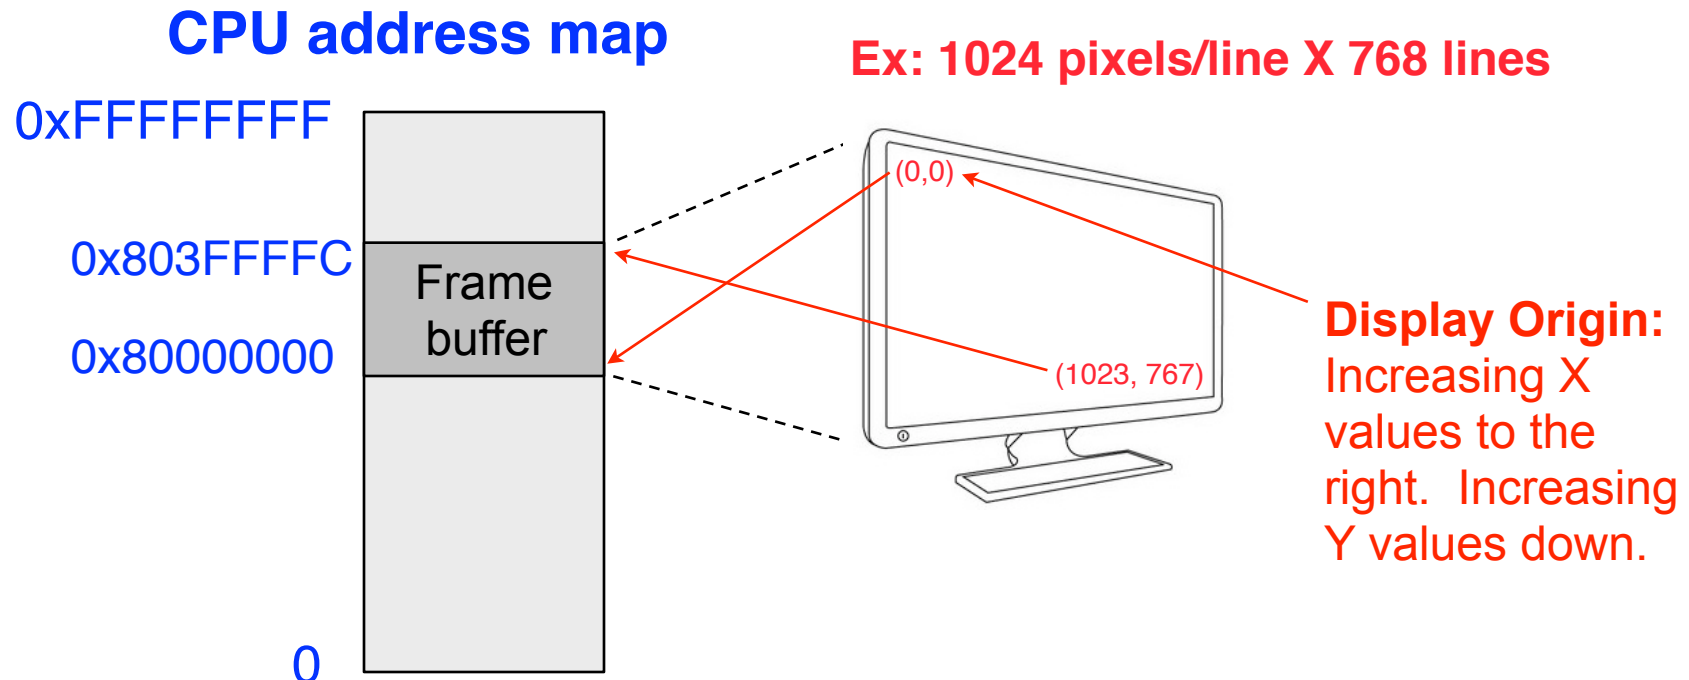 CPU address map
Ex: 1024 pixels/line X 768 lines
0xFFFFFFFF
0x803FFFFC
0x80000000
0
Frame
buffer
(0,0)
(1023, 767)
Display Origin:
Increasing X
values to the
right. Increasing
Y values down.